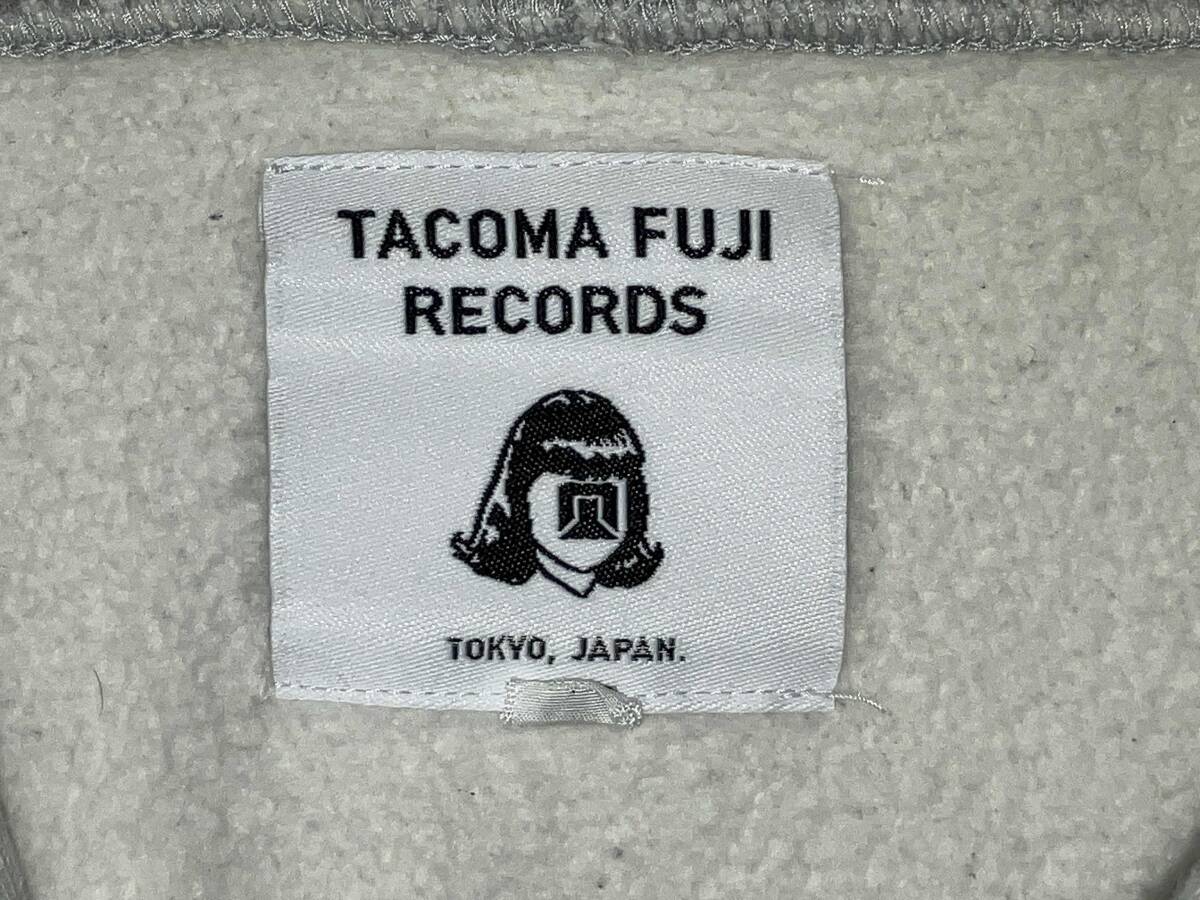 TACOMA FUJI
RECORDS
TOKYO, JAPAN.